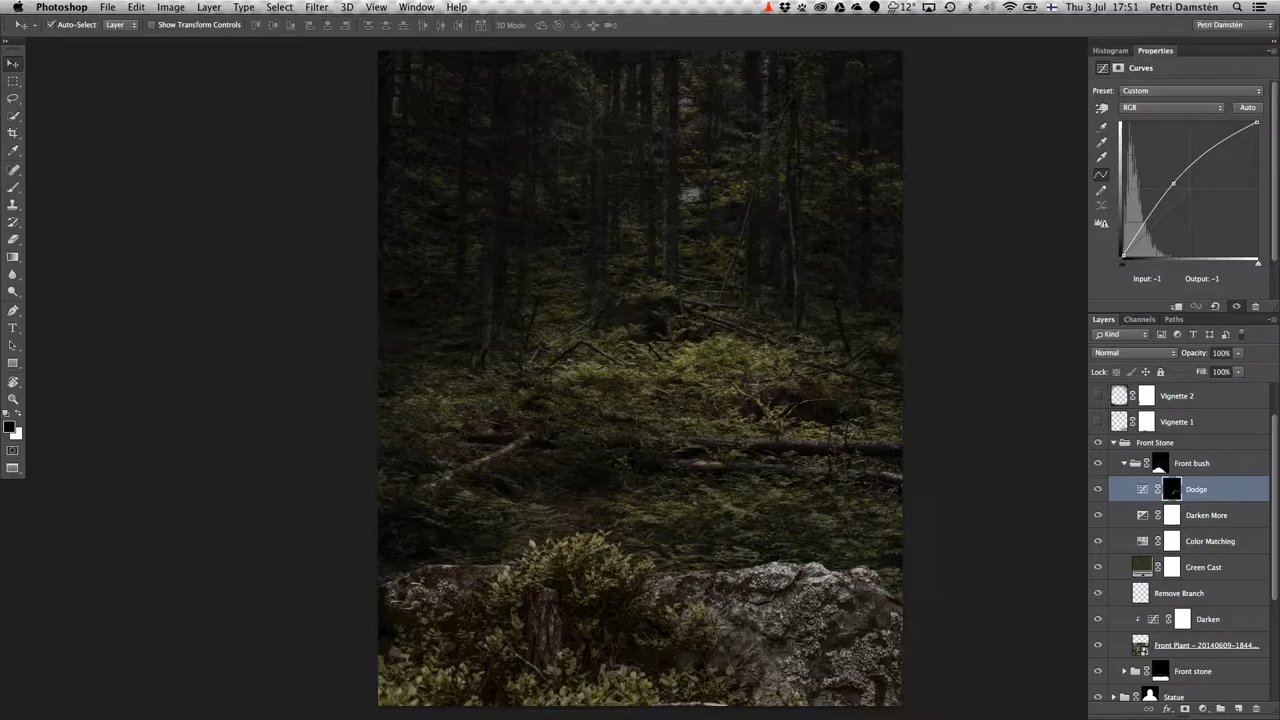 Photoshop File Edit Image Layer Type Select Filter 3D View Window Help 12° Thu 3 Jul 17:51 Petri Damstén
Auto-Select: Layer Show Transform Controls 3D Mode: Petri Damstén
Histogram Properties
Curves
Preset: Custom
RGB Auto
Input: -1 Output: -1
Layers Channels Paths
Kind
Normal Opacity: 100%
Lock: Fill: 100%
Vignette 2
Vignette 1
Front Stone
Front bush
Dodge
Darken More
Color Matching
Green Cast
Remove Branch
Darken
Front Plant - 20140609-1844...
Front stone
Statue